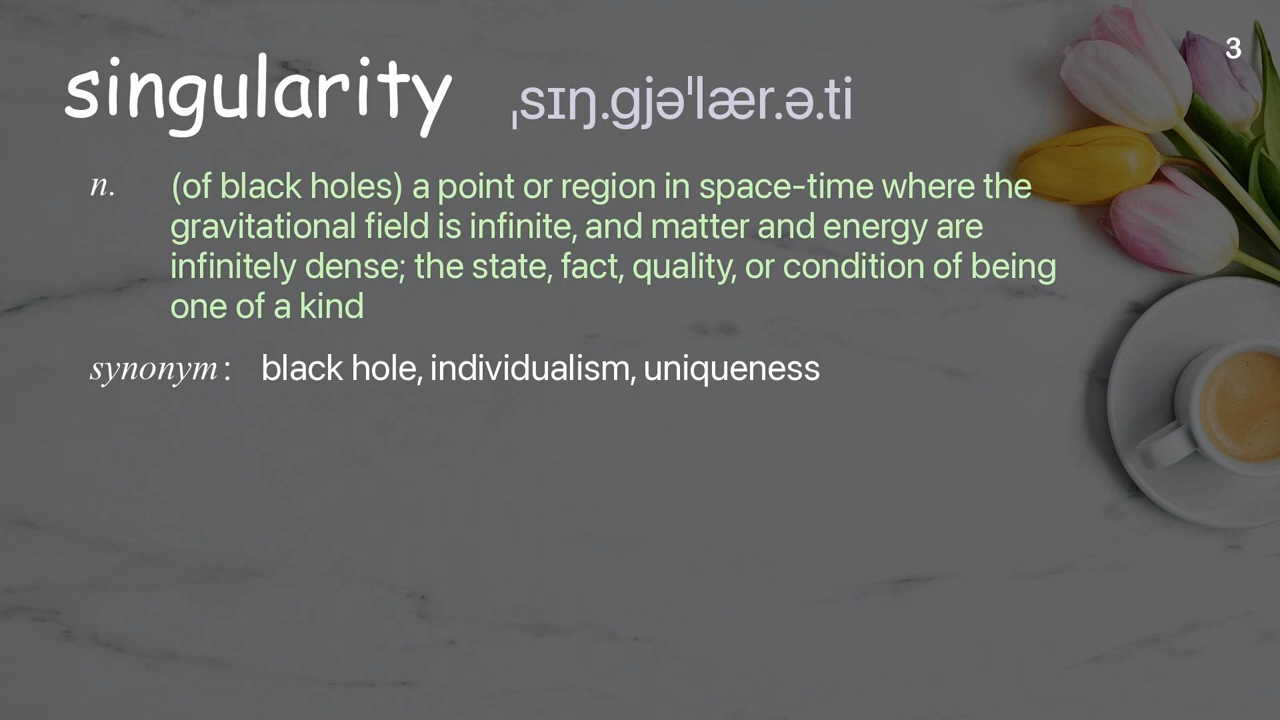 3
singularity ˌsɪŋ.gjəˈlær.ə.ti
n. (of black holes) a point or region in space-time where the
gravitational field is infinite, and matter and energy are
infinitely dense; the state, fact, quality, or condition of being
one of a kind
synonym: black hole, individualism, uniqueness